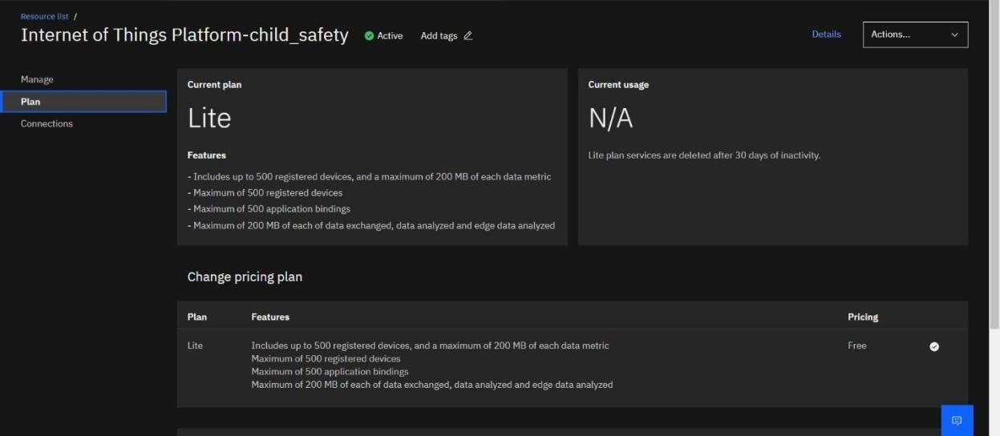 Resource list /
Internet of Things Platform-child_safety Active Add tags Details Actions...
Manage
Plan
Connections
Current plan
Lite
Features
- Includes up to 500 registered devices, and a maximum of 200 MB of each data metric
- Maximum of 500 registered devices
- Maximum of 500 application bindings
- Maximum of 200 MB of each of data exchanged, data analyzed and edge data analyzed
Current usage
N/A
Lite plan services are deleted after 30 days of inactivity.
Change pricing plan
Plan Features Pricing
Lite Includes up to 500 registered devices, and a maximum of 200 MB of each data metric Free
Maximum of 500 registered devices
Maximum of 500 application bindings
Maximum of 200 MB of each of data exchanged, data analyzed and edge data analyzed